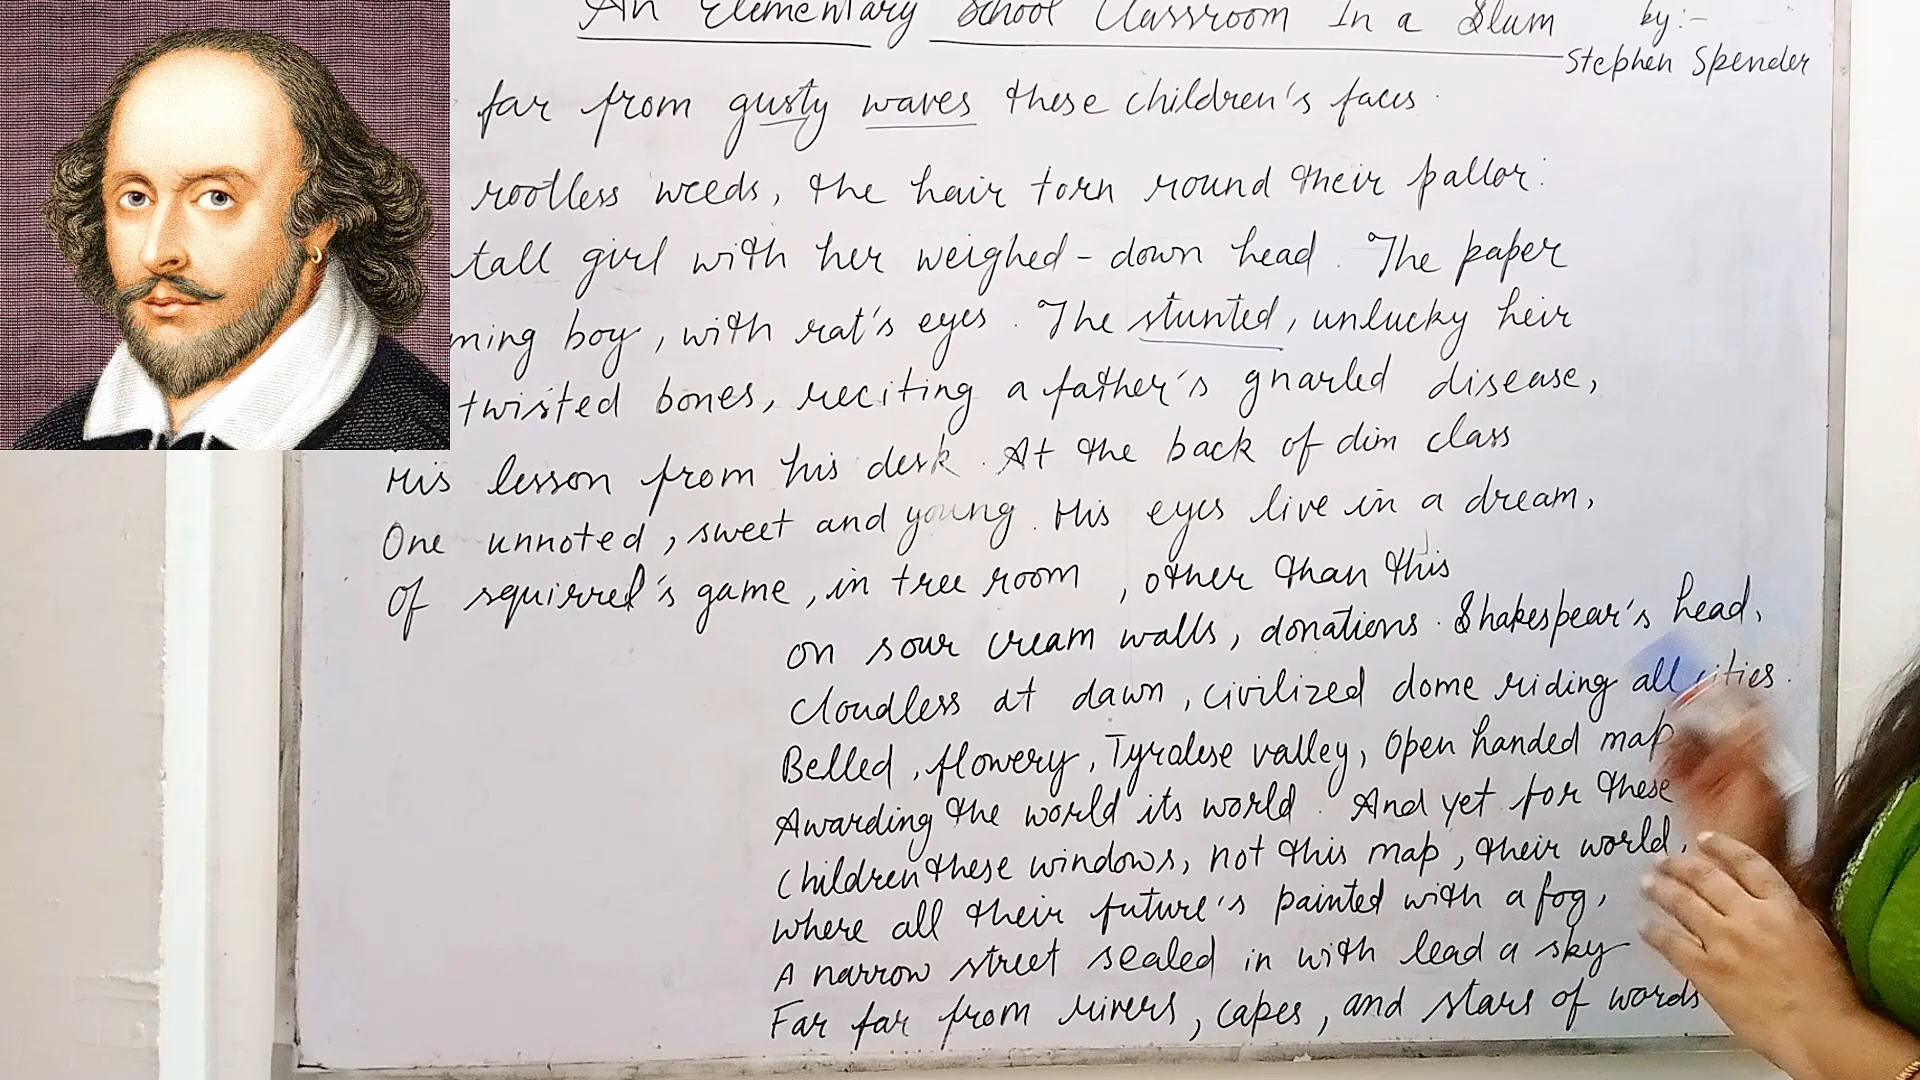 An Elementary School Classroom In a Slum by:-
Stephen Spender
far from gusty waves these children's faces
rootless weeds, the hair torn round their pallor:
tall girl with her weighed-down head. The paper
ming boy, with rat's eyes. The stunted, unlucky heir
twisted bones, reciting a father's gnarled disease,
His lesson from his desk. At the back of dim class
One unnoted, sweet and young. His eyes live in a dream,
Of squirrel's game, in tree room, other than this
on sour cream walls, donations. Shakespear's head,
Cloudless at dawn, civilized dome riding all cities.
Belled, flowery, Tyrolese valley, Open handed map
Awarding the world its world. And yet for these
Children these windows, not this map, their world,
where all their future's painted with a fog,
A narrow street sealed in with lead a sky
Far far from rivers, capes, and stars of words